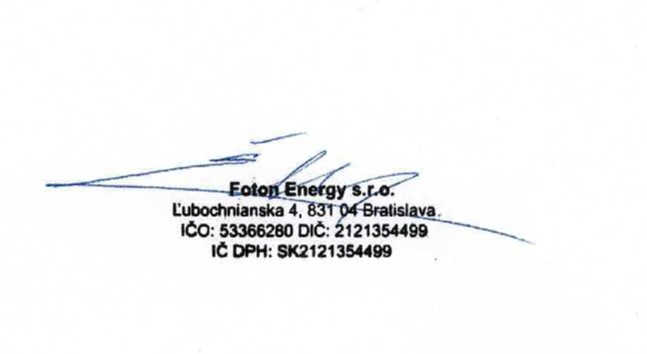 Foton Energy s.r.o.
Ľubochnianska 4, 831 04 Bratislava
IČO: 53366280 DIČ: 2121354499
IČ DPH: SK2121354499